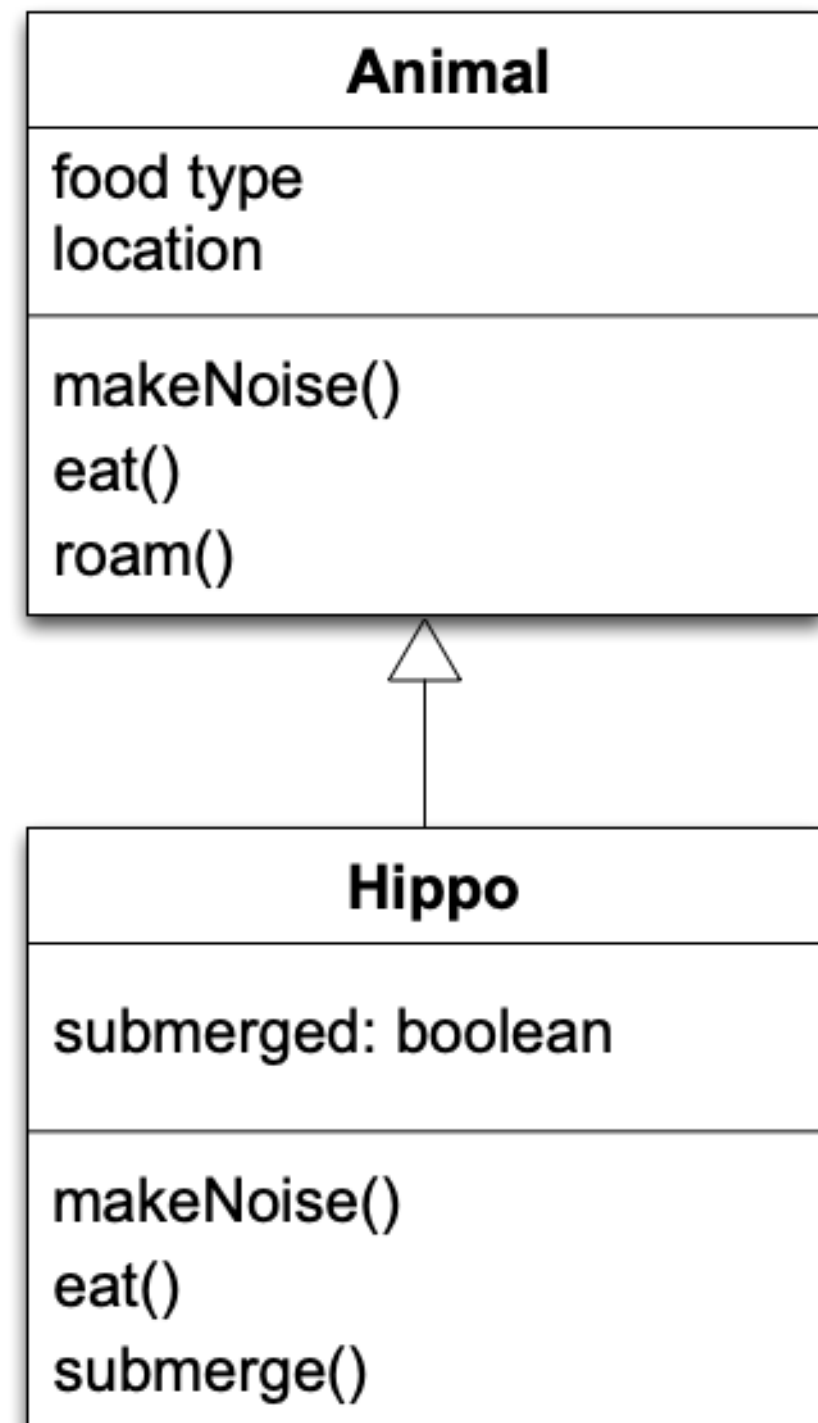 Animal
food type
location
makeNoise()
eat()
roam()
Hippo
submerged: boolean
makeNoise()
eat()
submerge()